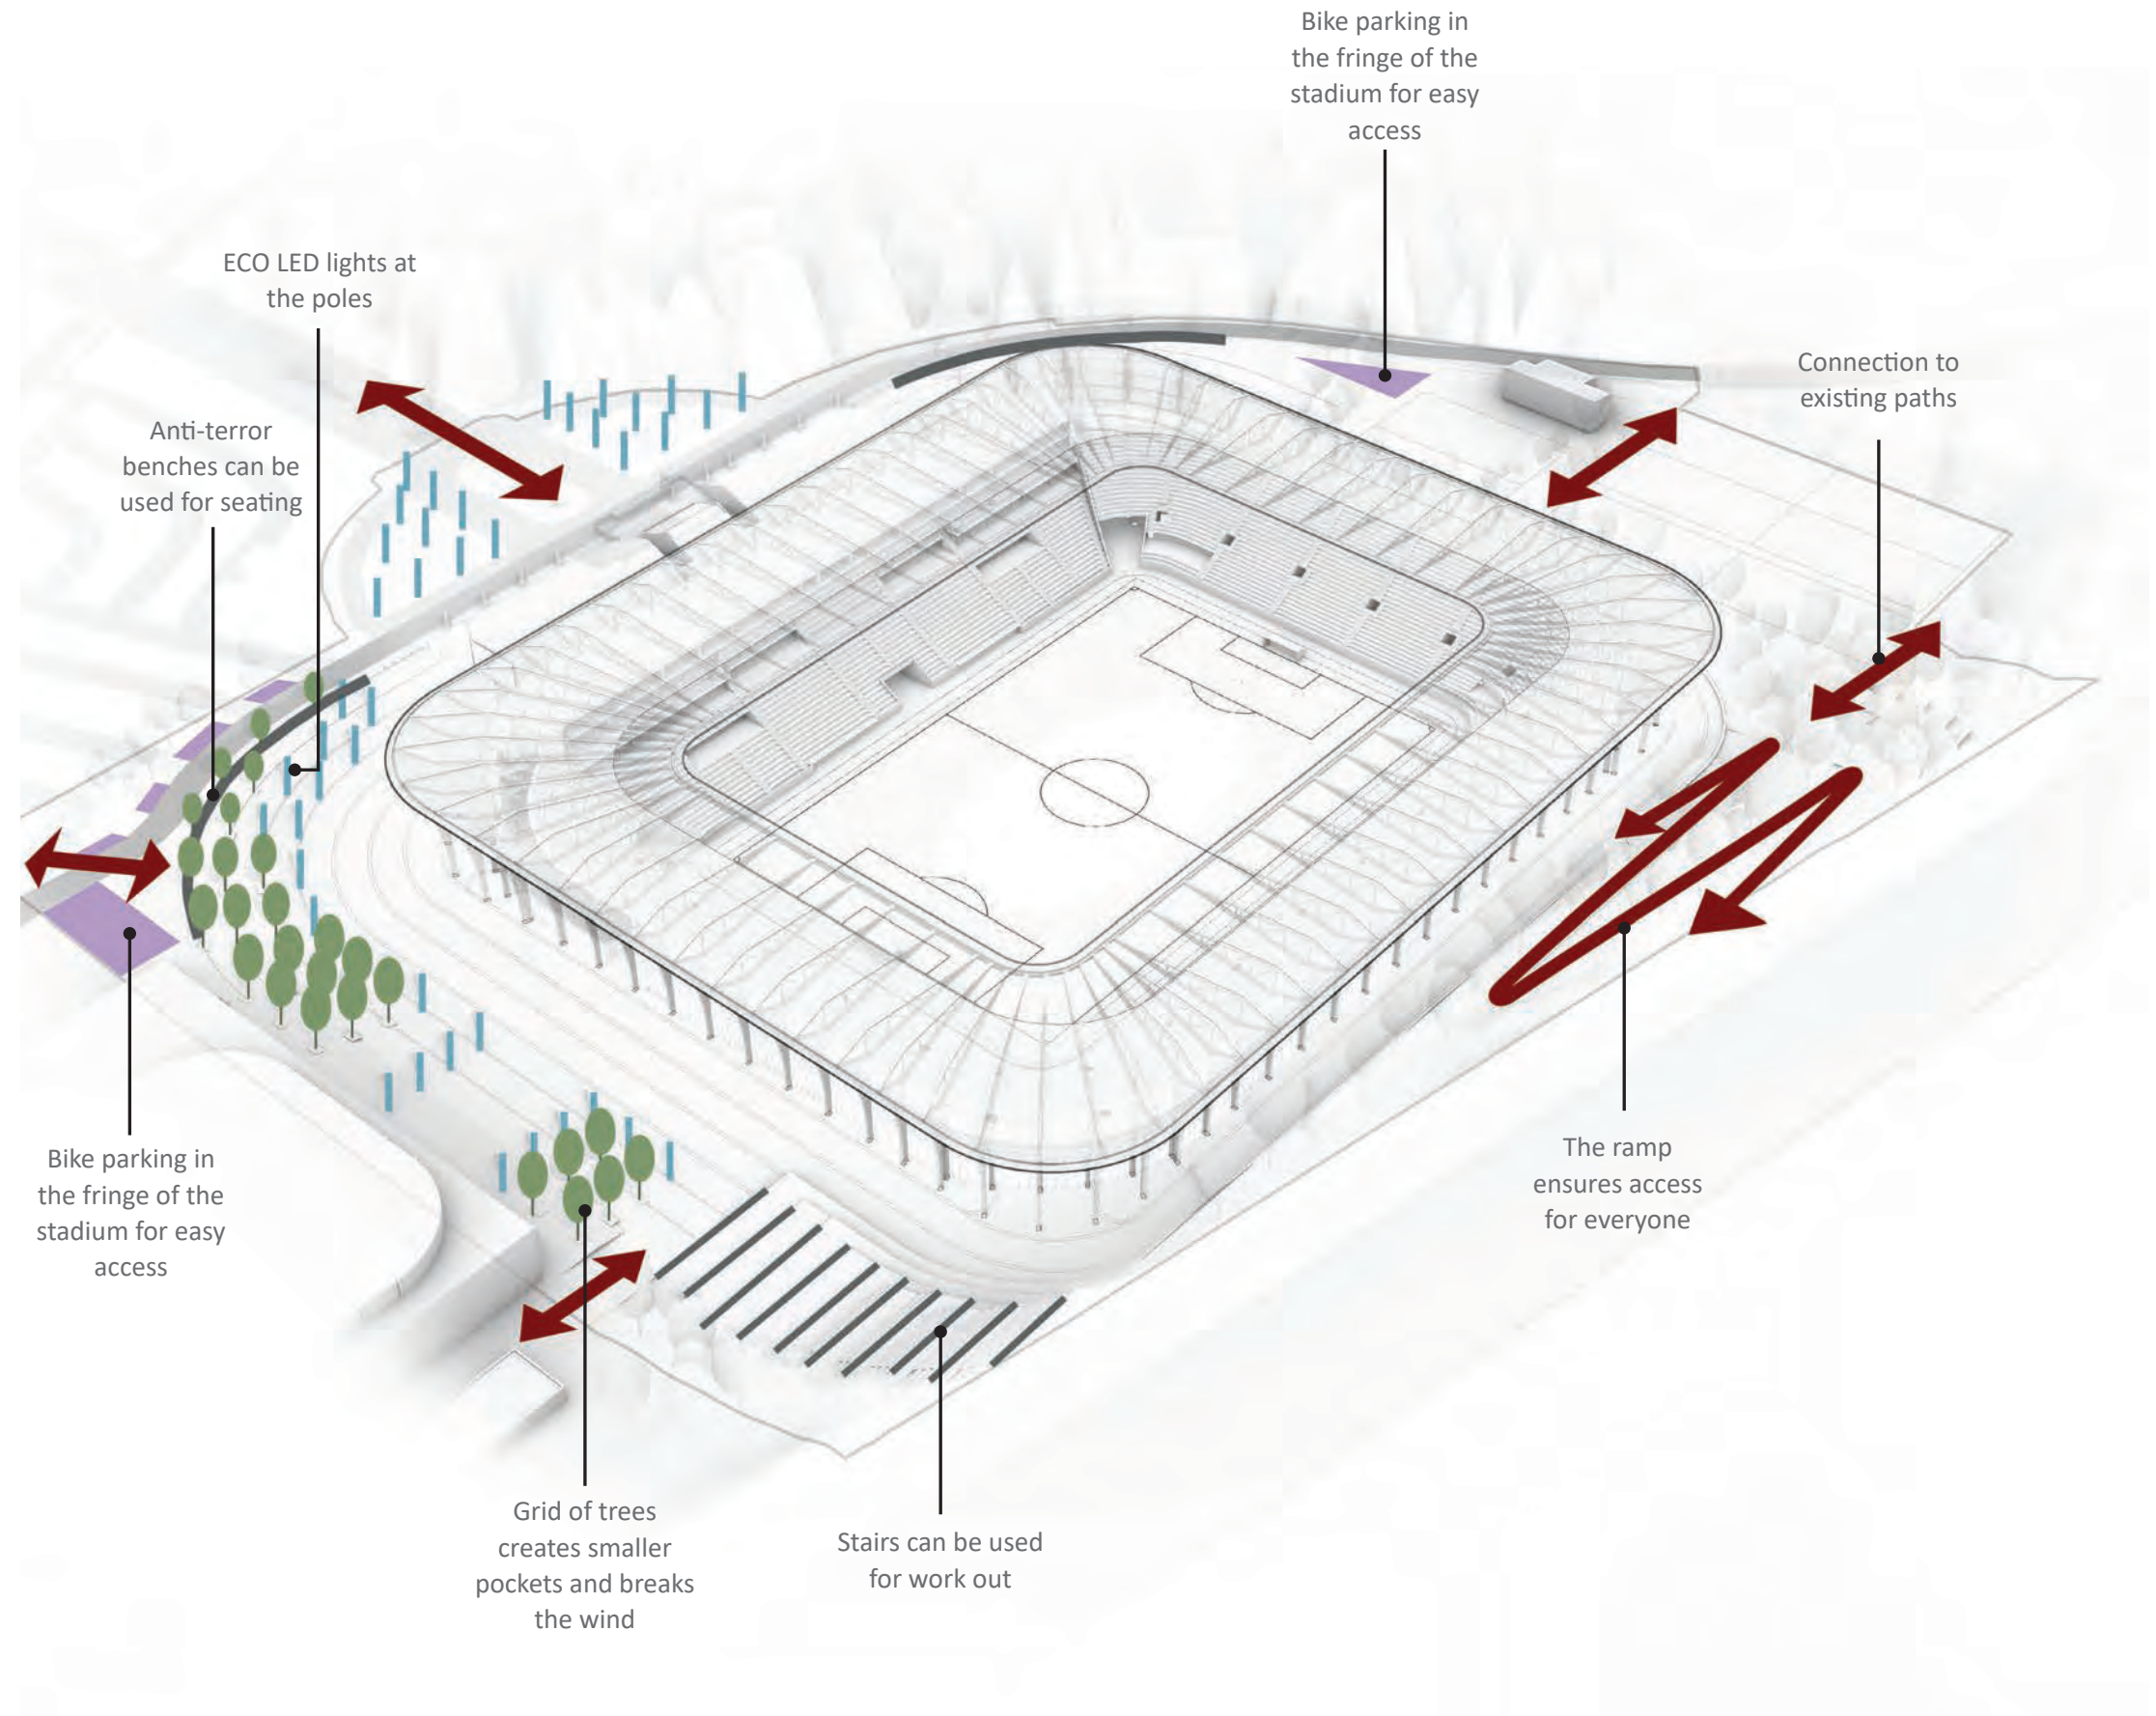 Bike parking in
the fringe of the
stadium for easy
access
ECO LED lights at
the poles
Connection to
existing paths
Anti-terror
benches can be
used for seating
Bike parking in
the fringe of the
stadium for easy
access
The ramp
ensures access
for everyone
Grid of trees
creates smaller
pockets and breaks
the wind
Stairs can be used
for work out